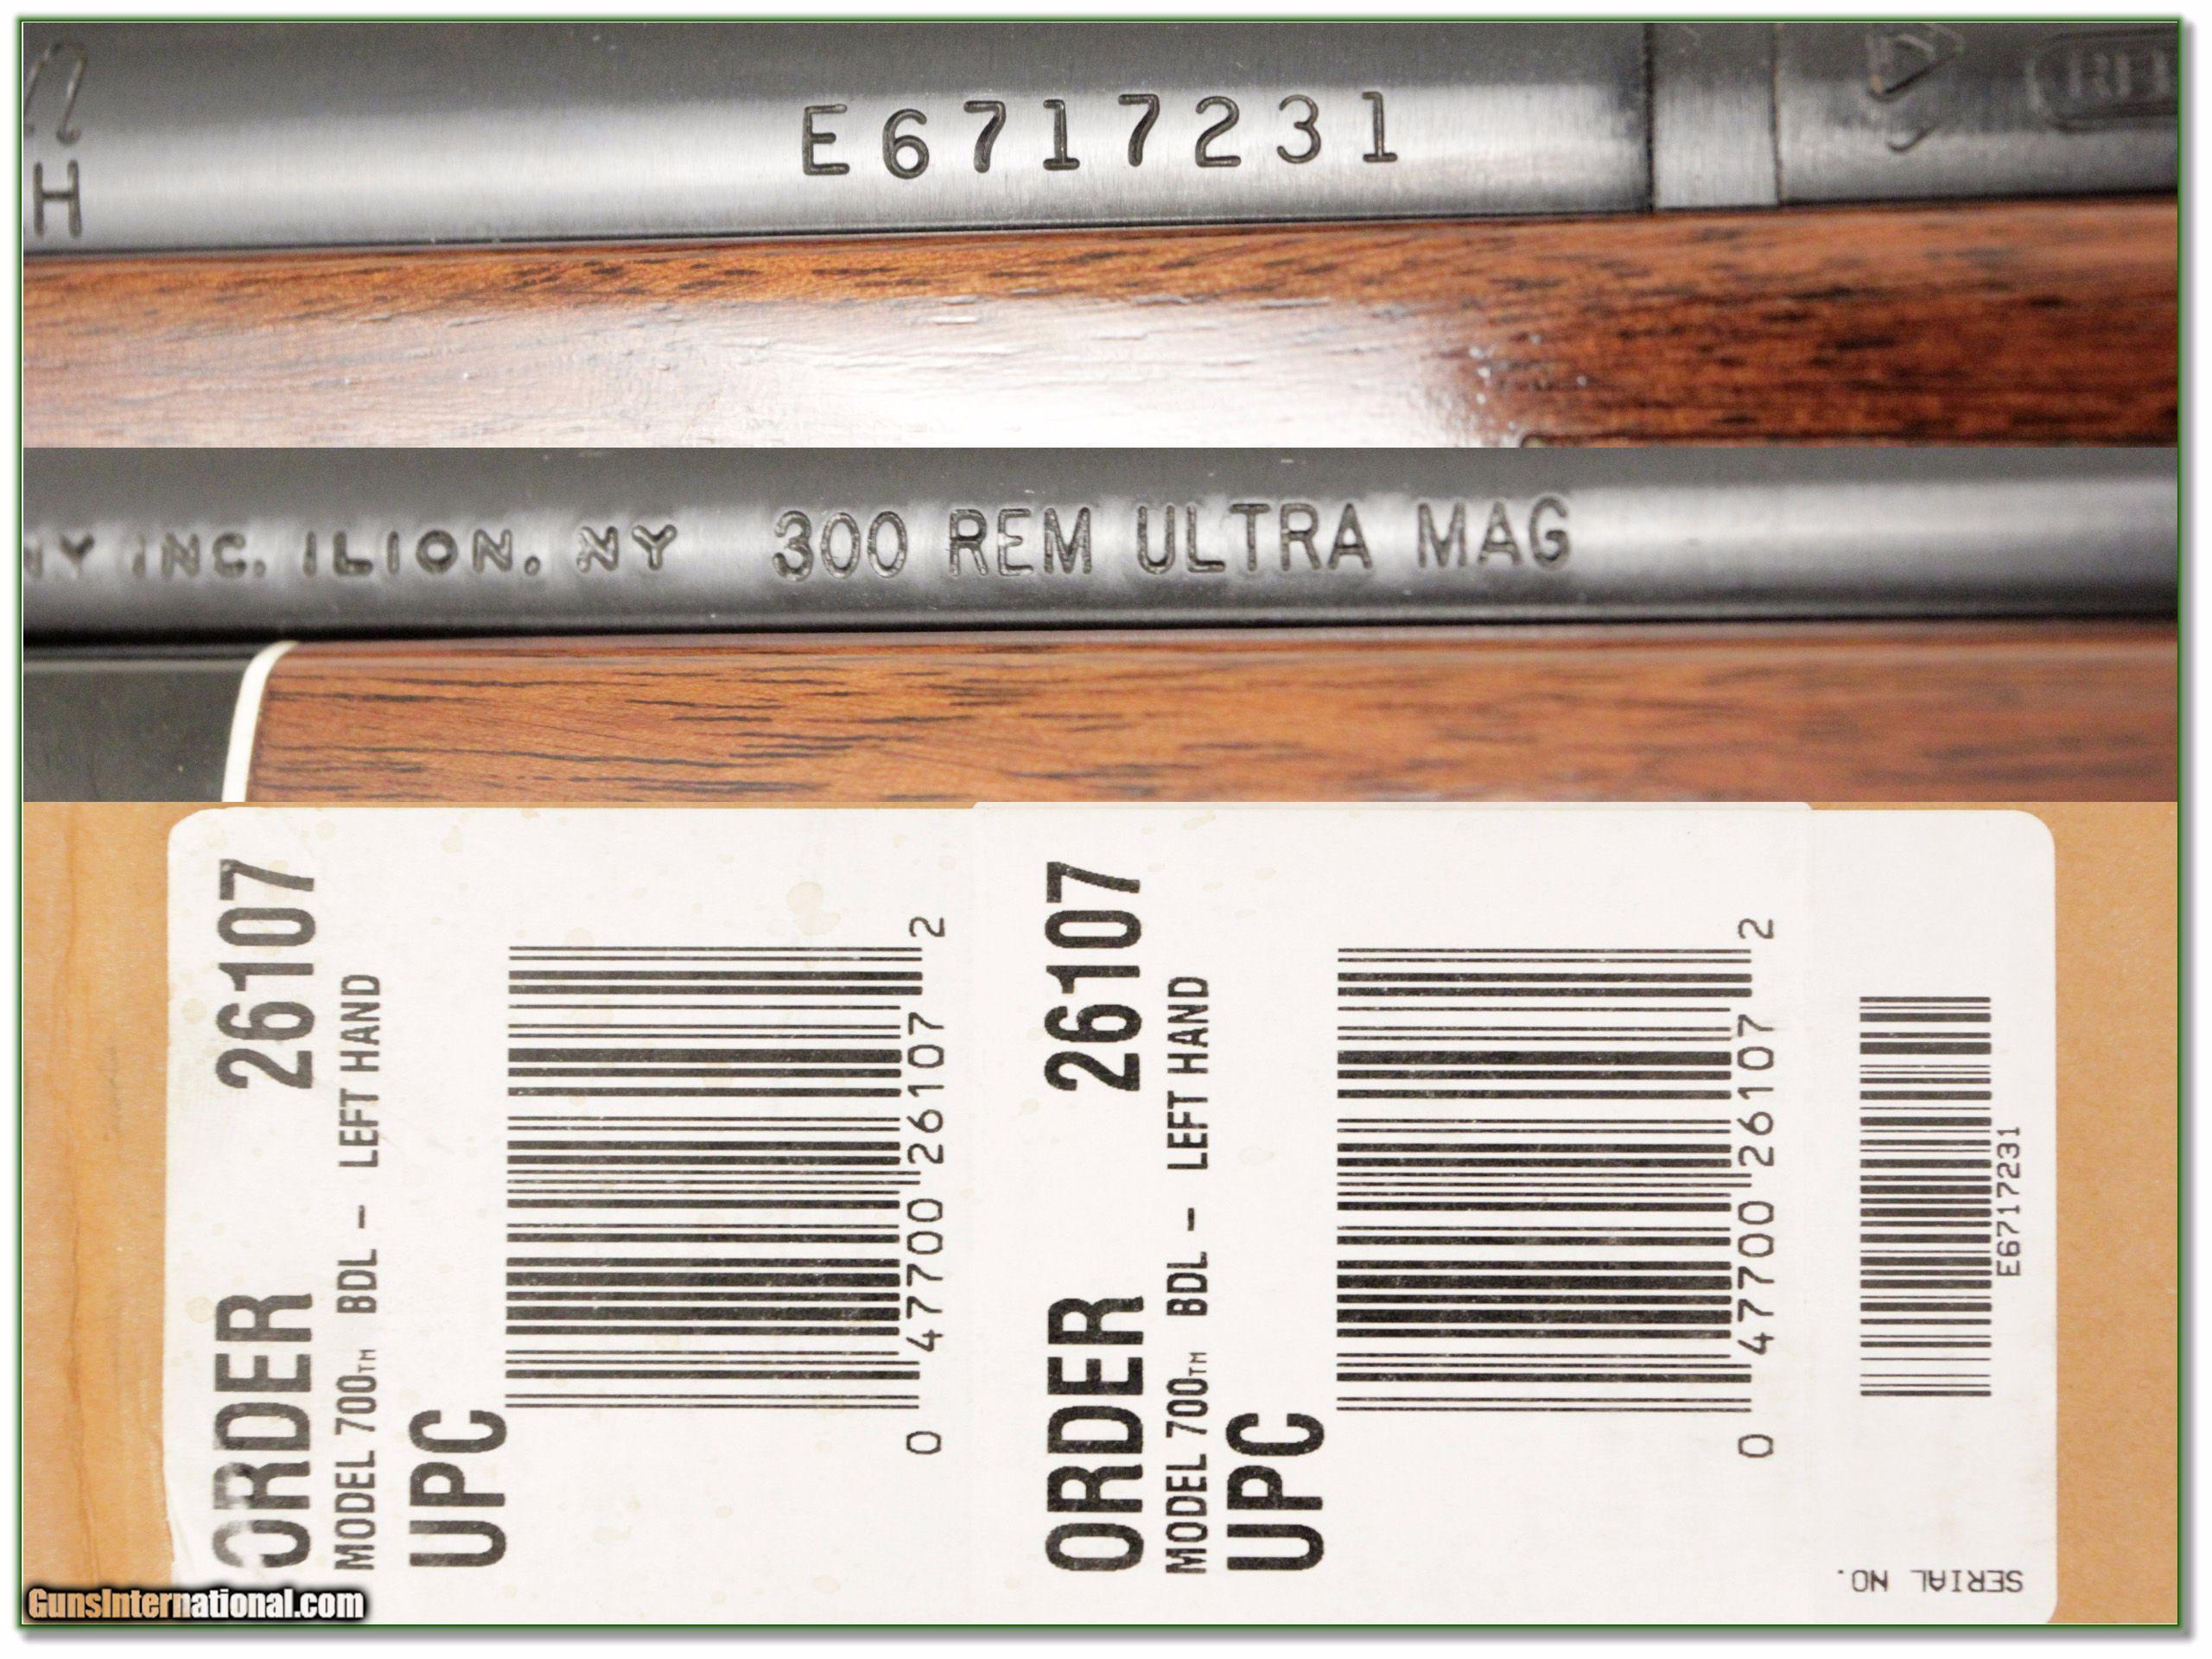 H
E6717231
INC. ILION, NY 300 REM ULTRA MAG
ORDER 26107
MODEL 700™ BDL - LEFT HAND
UPC
0 47700 26107 2
ORDER 26107
MODEL 700™ BDL - LEFT HAND
UPC
0 47700 26107 2
E6717231
SERIAL NO.
GunsInternational.com